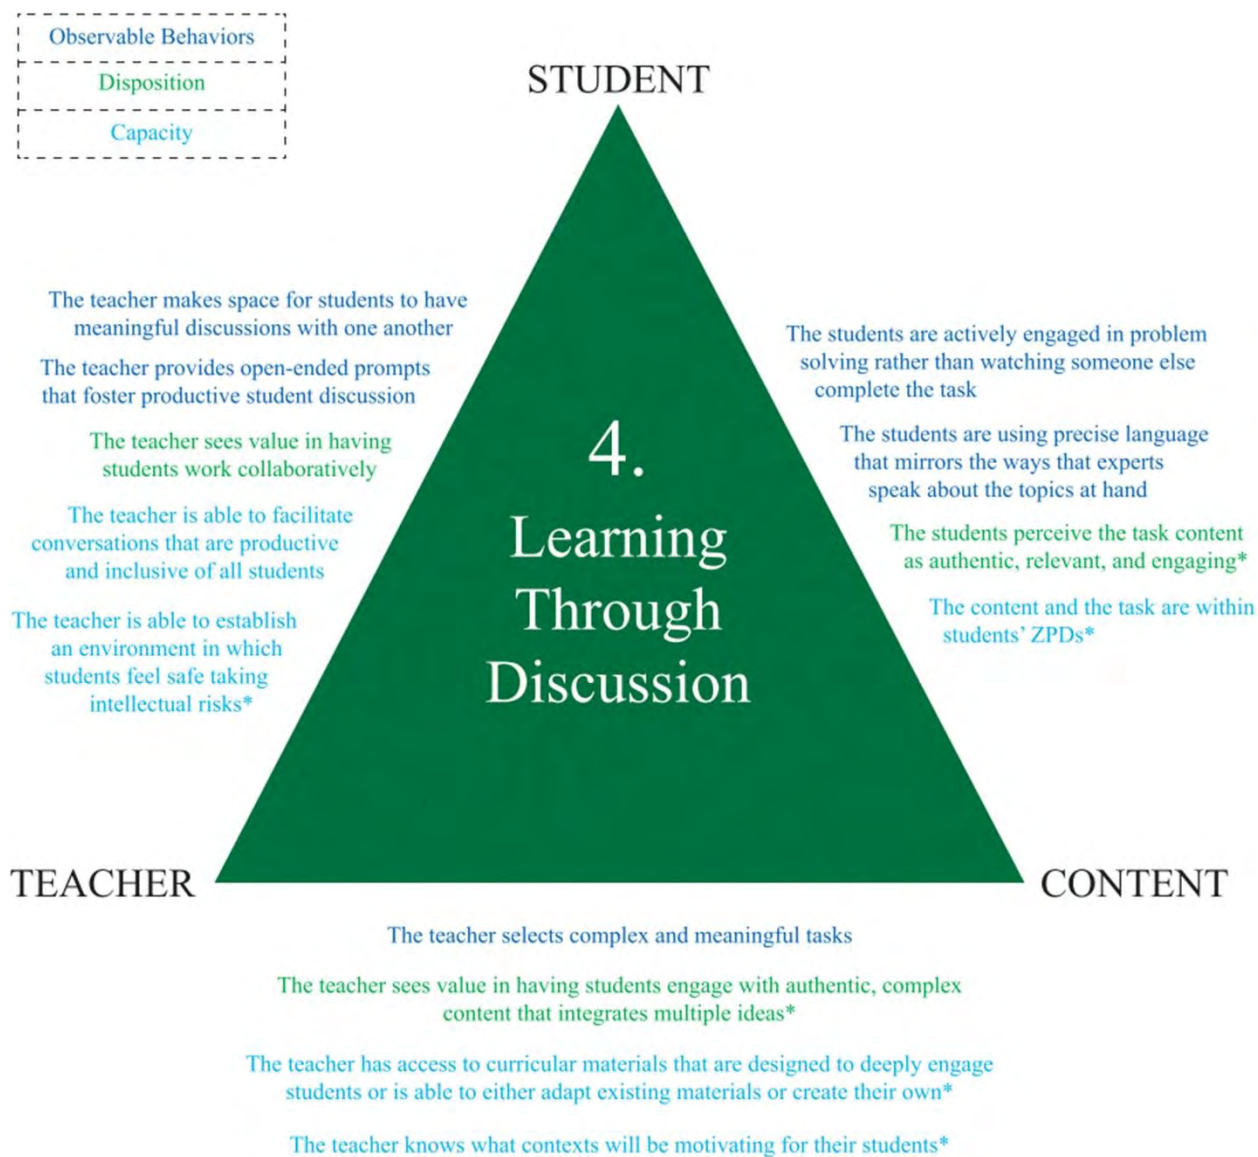 Observable Behaviors
Disposition
Capacity
STUDENT
The teacher makes space for students to have
meaningful discussions with one another
The teacher provides open-ended prompts
that foster productive student discussion
The teacher sees value in having
students work collaboratively
The teacher is able to facilitate
conversations that are productive
and inclusive of all students
The teacher is able to establish
an environment in which
students feel safe taking
intellectual risks*
4.
Learning
Through
Discussion
The students are actively engaged in problem
solving rather than watching someone else
complete the task
The students are using precise language
that mirrors the ways that experts
speak about the topics at hand
The students perceive the task content
as authentic, relevant, and engaging*
The content and the task are within
students’ ZPDs*
TEACHER
CONTENT
The teacher selects complex and meaningful tasks
The teacher sees value in having students engage with authentic, complex
content that integrates multiple ideas*
The teacher has access to curricular materials that are designed to deeply engage
students or is able to either adapt existing materials or create their own*
The teacher knows what contexts will be motivating for their students*